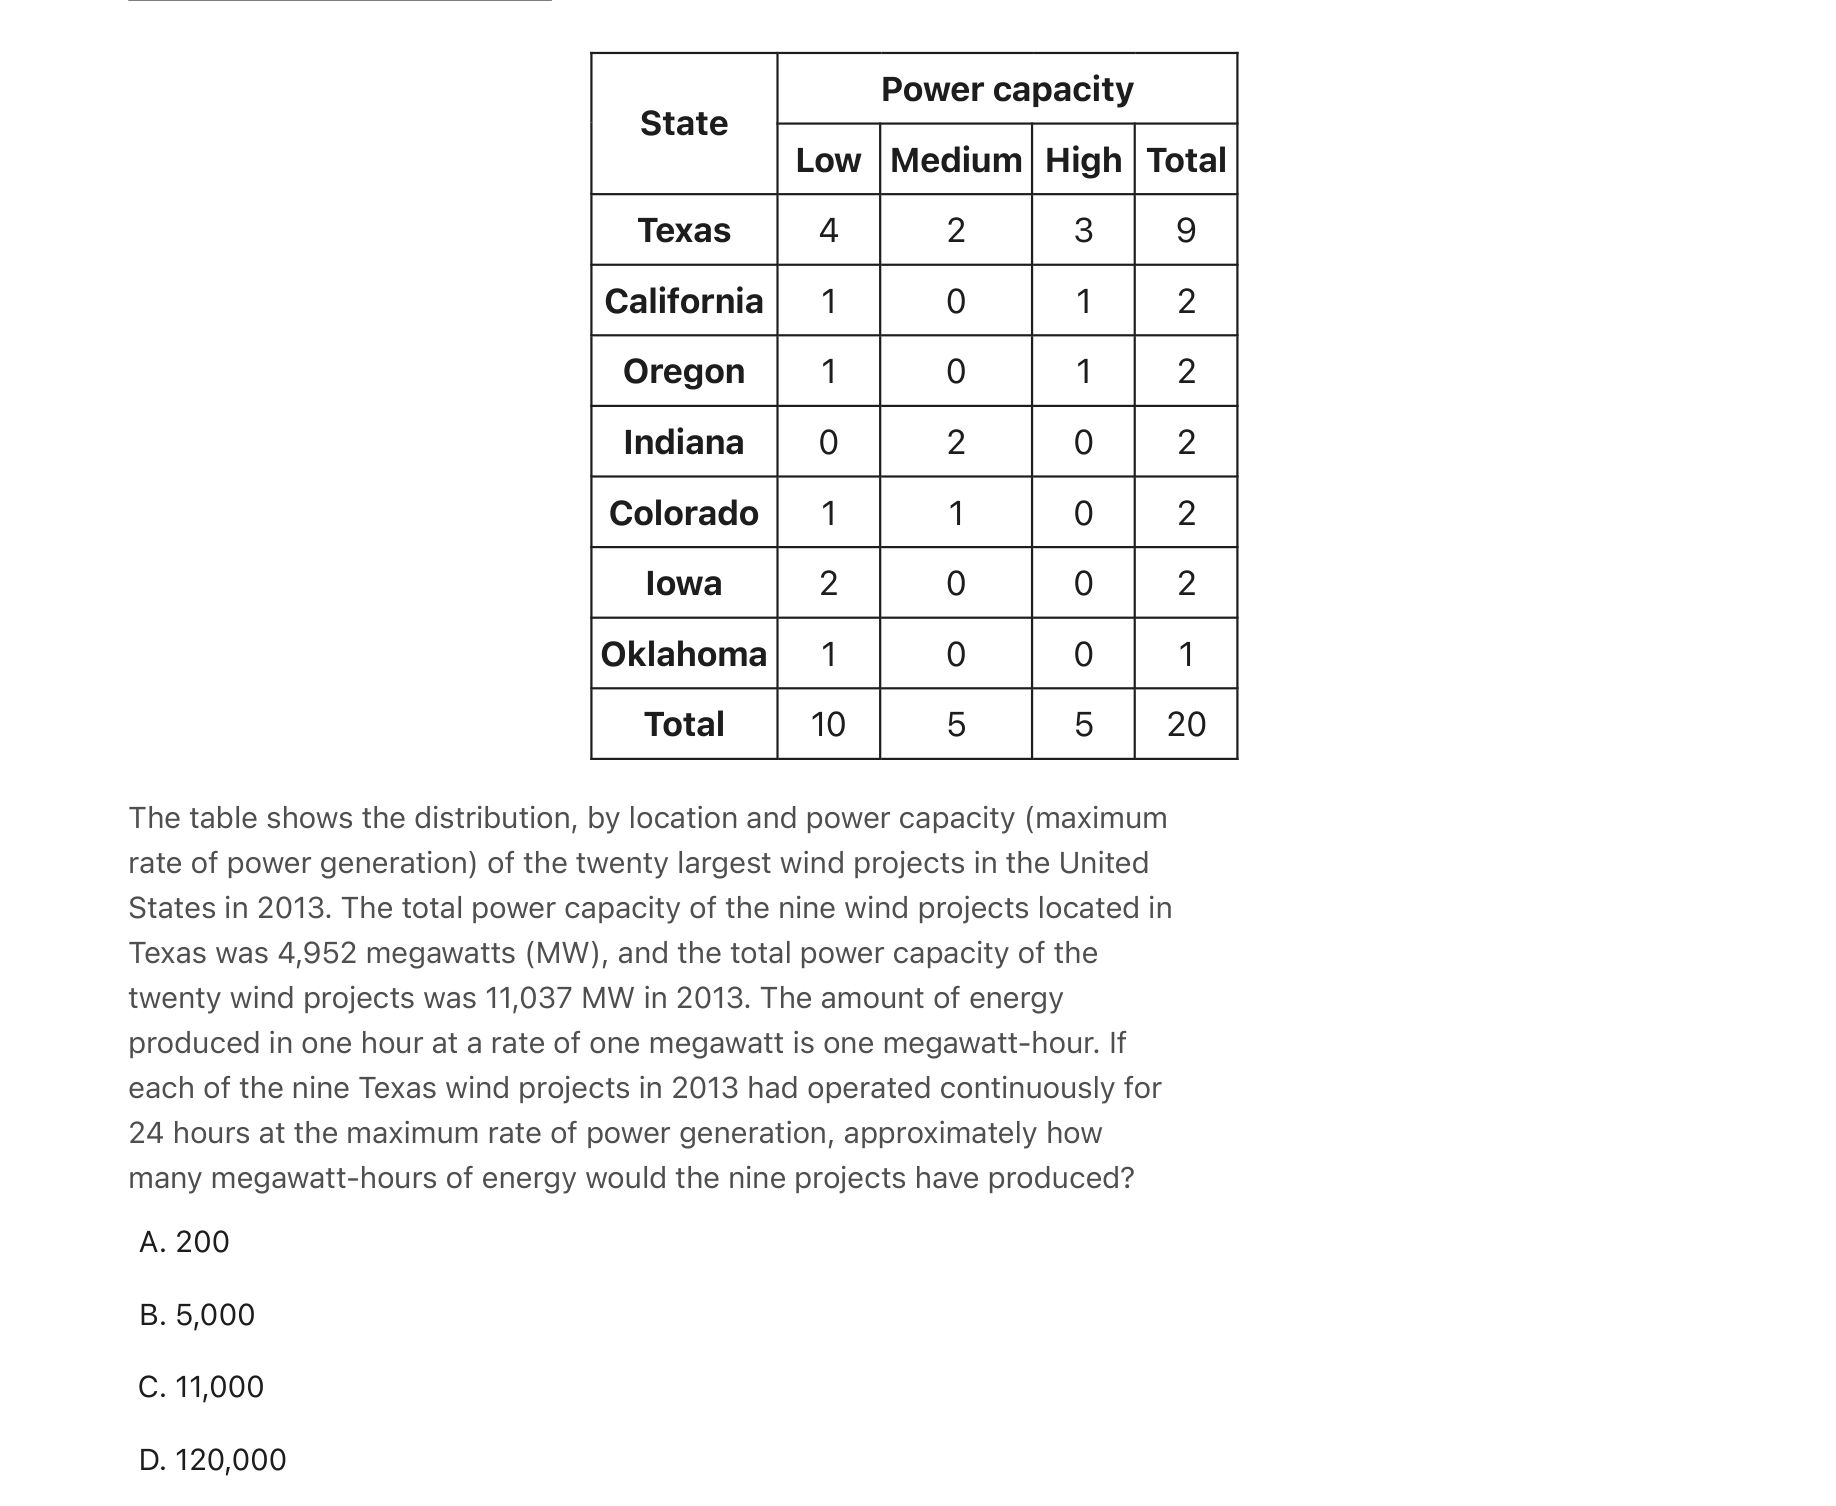 State Power capacity
Low Medium High Total
Texas 4 2 3 9
California 1 0 1 2
Oregon 1 0 1 2
Indiana 0 2 0 2
Colorado 1 1 0 2
Iowa 2 0 0 2
Oklahoma 1 0 0 1
Total 10 5 5 20
The table shows the distribution, by location and power capacity (maximum
rate of power generation) of the twenty largest wind projects in the United
States in 2013. The total power capacity of the nine wind projects located in
Texas was 4,952 megawatts (MW), and the total power capacity of the
twenty wind projects was 11,037 MW in 2013. The amount of energy
produced in one hour at a rate of one megawatt is one megawatt-hour. If
each of the nine Texas wind projects in 2013 had operated continuously for
24 hours at the maximum rate of power generation, approximately how
many megawatt-hours of energy would the nine projects have produced?
A. 200
B. 5,000
C. 11,000
D. 120,000